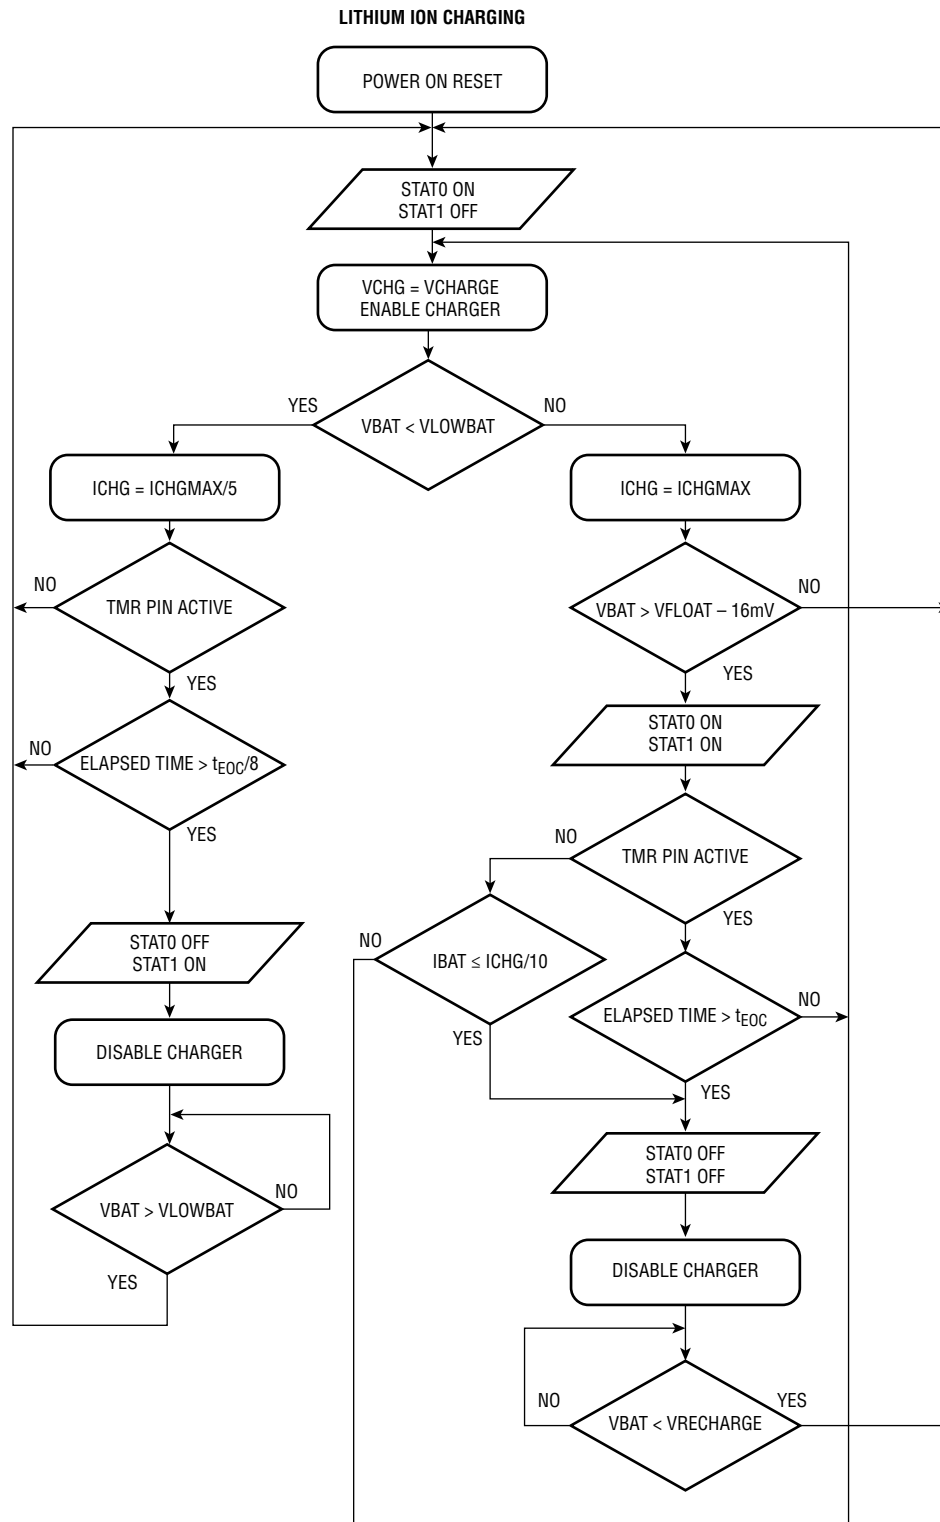 LITHIUM ION CHARGING
POWER ON RESET
STAT0 ON
STAT1 OFF
VCHG = VCHARGE
ENABLE CHARGER
VBAT < VLOWBAT
YES
NO
ICHG = ICHGMAX/5
TMR PIN ACTIVE
NO
YES
ELAPSED TIME > tEOC/8
NO
YES
STAT0 OFF
STAT1 ON
DISABLE CHARGER
VBAT > VLOWBAT
NO
YES
ICHG = ICHGMAX
VBAT > VFLOAT – 16mV
NO
YES
STAT0 ON
STAT1 ON
TMR PIN ACTIVE
NO
YES
IBAT ≤ ICHG/10
NO
YES
ELAPSED TIME > tEOC
NO
YES
STAT0 OFF
STAT1 OFF
DISABLE CHARGER
VBAT < VRECHARGE
NO
YES